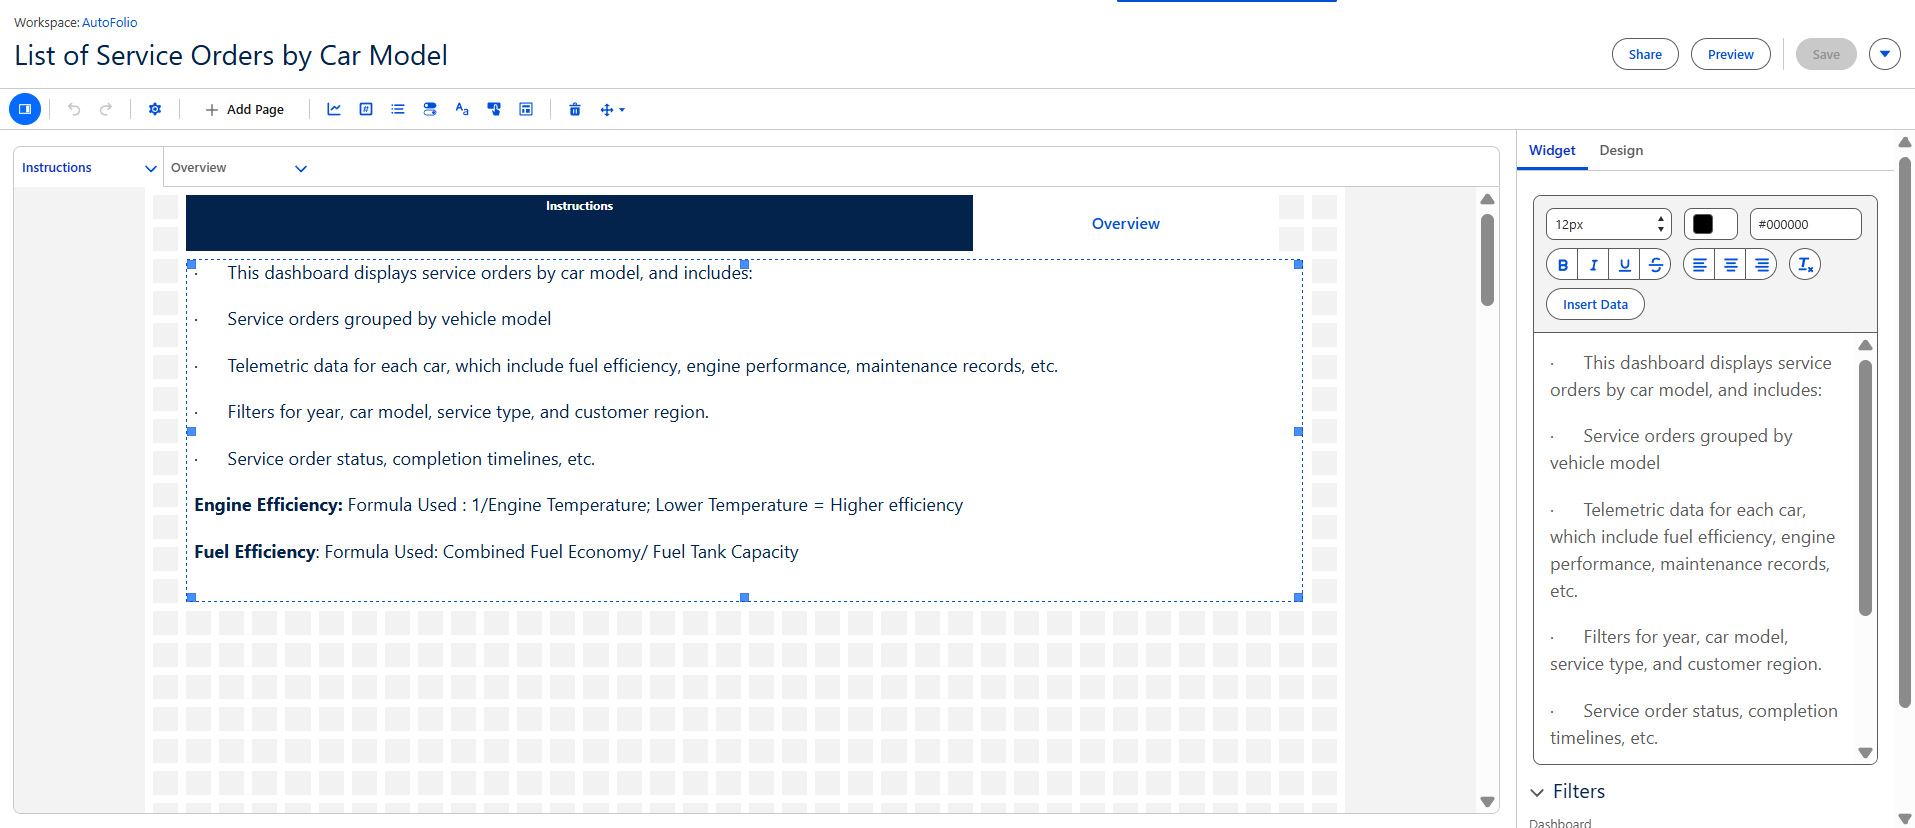 Workspace: AutoFolio
List of Service Orders by Car Model
Share
Preview
Save
Add Page
Instructions
Overview
Instructions
Overview
· This dashboard displays service orders by car model, and includes:
· Service orders grouped by vehicle model
· Telemetric data for each car, which include fuel efficiency, engine performance, maintenance records, etc.
· Filters for year, car model, service type, and customer region.
· Service order status, completion timelines, etc.
Engine Efficiency: Formula Used : 1/Engine Temperature; Lower Temperature = Higher efficiency
Fuel Efficiency: Formula Used: Combined Fuel Economy/ Fuel Tank Capacity
Widget
Design
12px
#000000
B I U S
Insert Data
· This dashboard displays service
orders by car model, and includes:
· Service orders grouped by
vehicle model
· Telemetric data for each car,
which include fuel efficiency, engine
performance, maintenance records,
etc.
· Filters for year, car model,
service type, and customer region.
· Service order status, completion
timelines, etc.
Filters
Dashboard